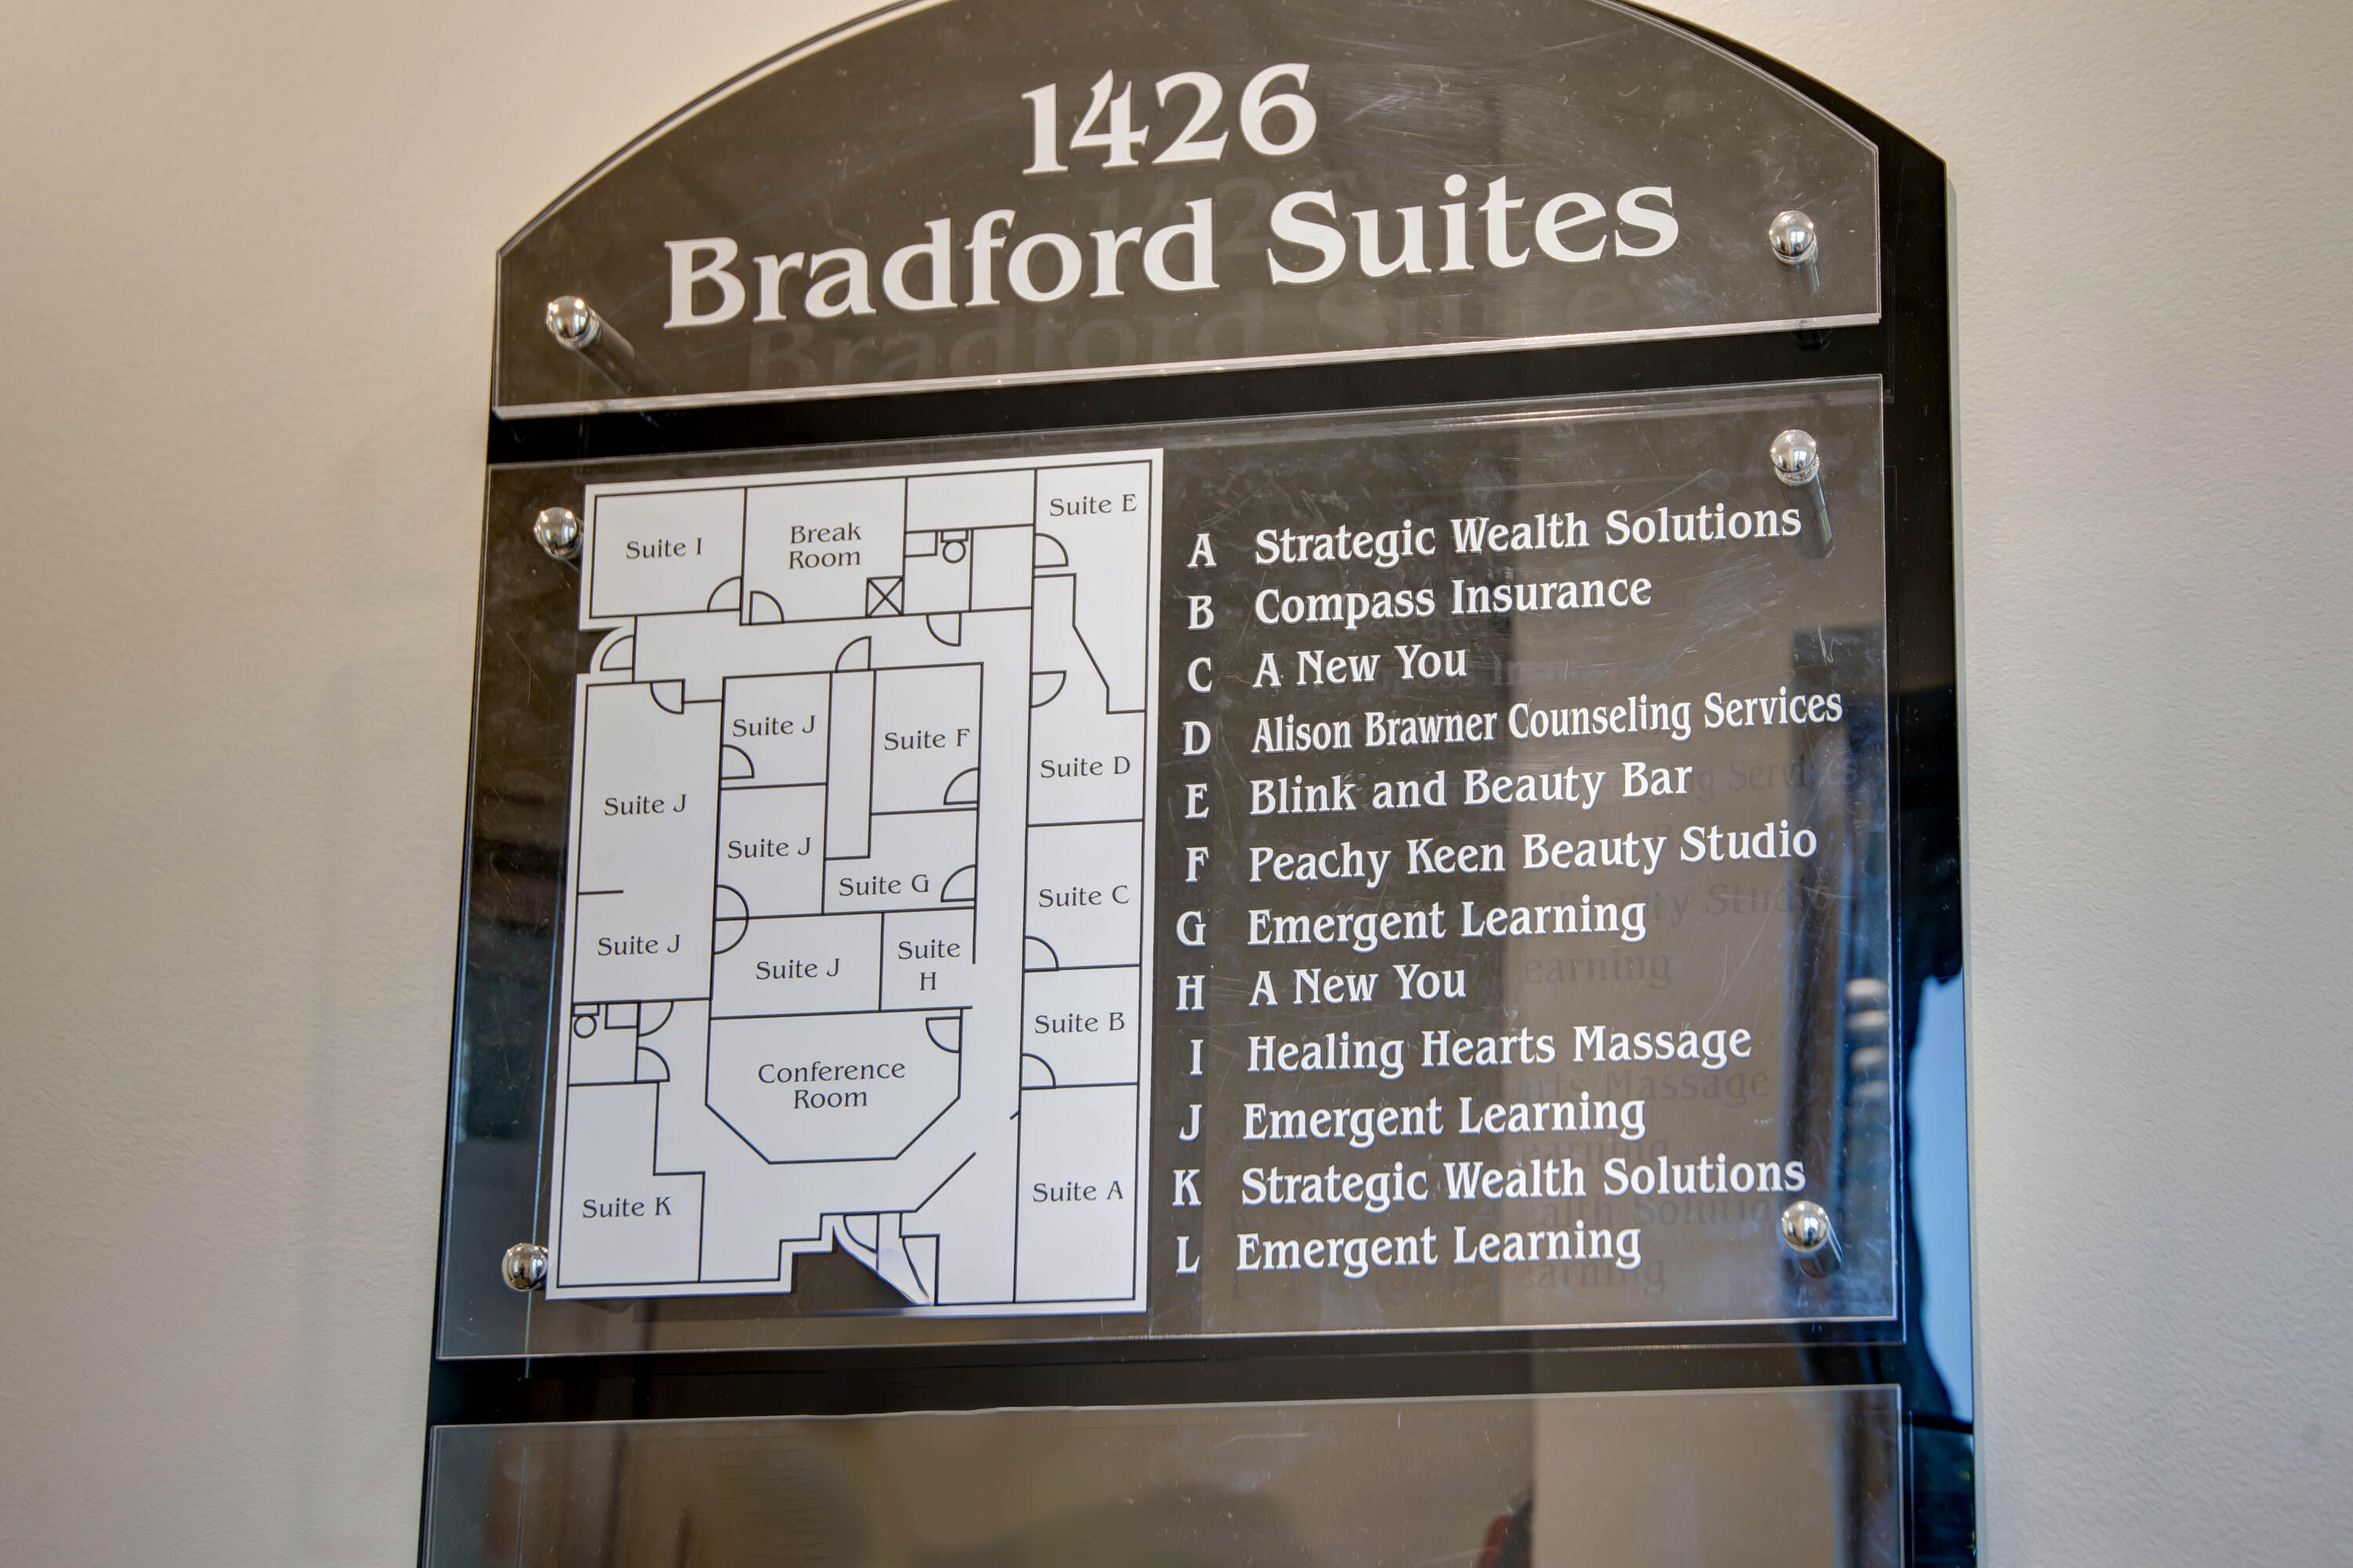 1426
Bradford Suites
Suite E
Suite I
Break
Room
Suite J
Suite F
Suite D
Suite J
Suite J
Suite G
Suite C
Suite J
Suite J
Suite
H
Suite B
Conference
Room
Suite K
Suite A
A Strategic Wealth Solutions
B Compass Insurance
C A New You
D Alison Brawner Counseling Services
E Blink and Beauty Bar
F Peachy Keen Beauty Studio
G Emergent Learning
H A New You
I Healing Hearts Massage
J Emergent Learning
K Strategic Wealth Solutions
L Emergent Learning